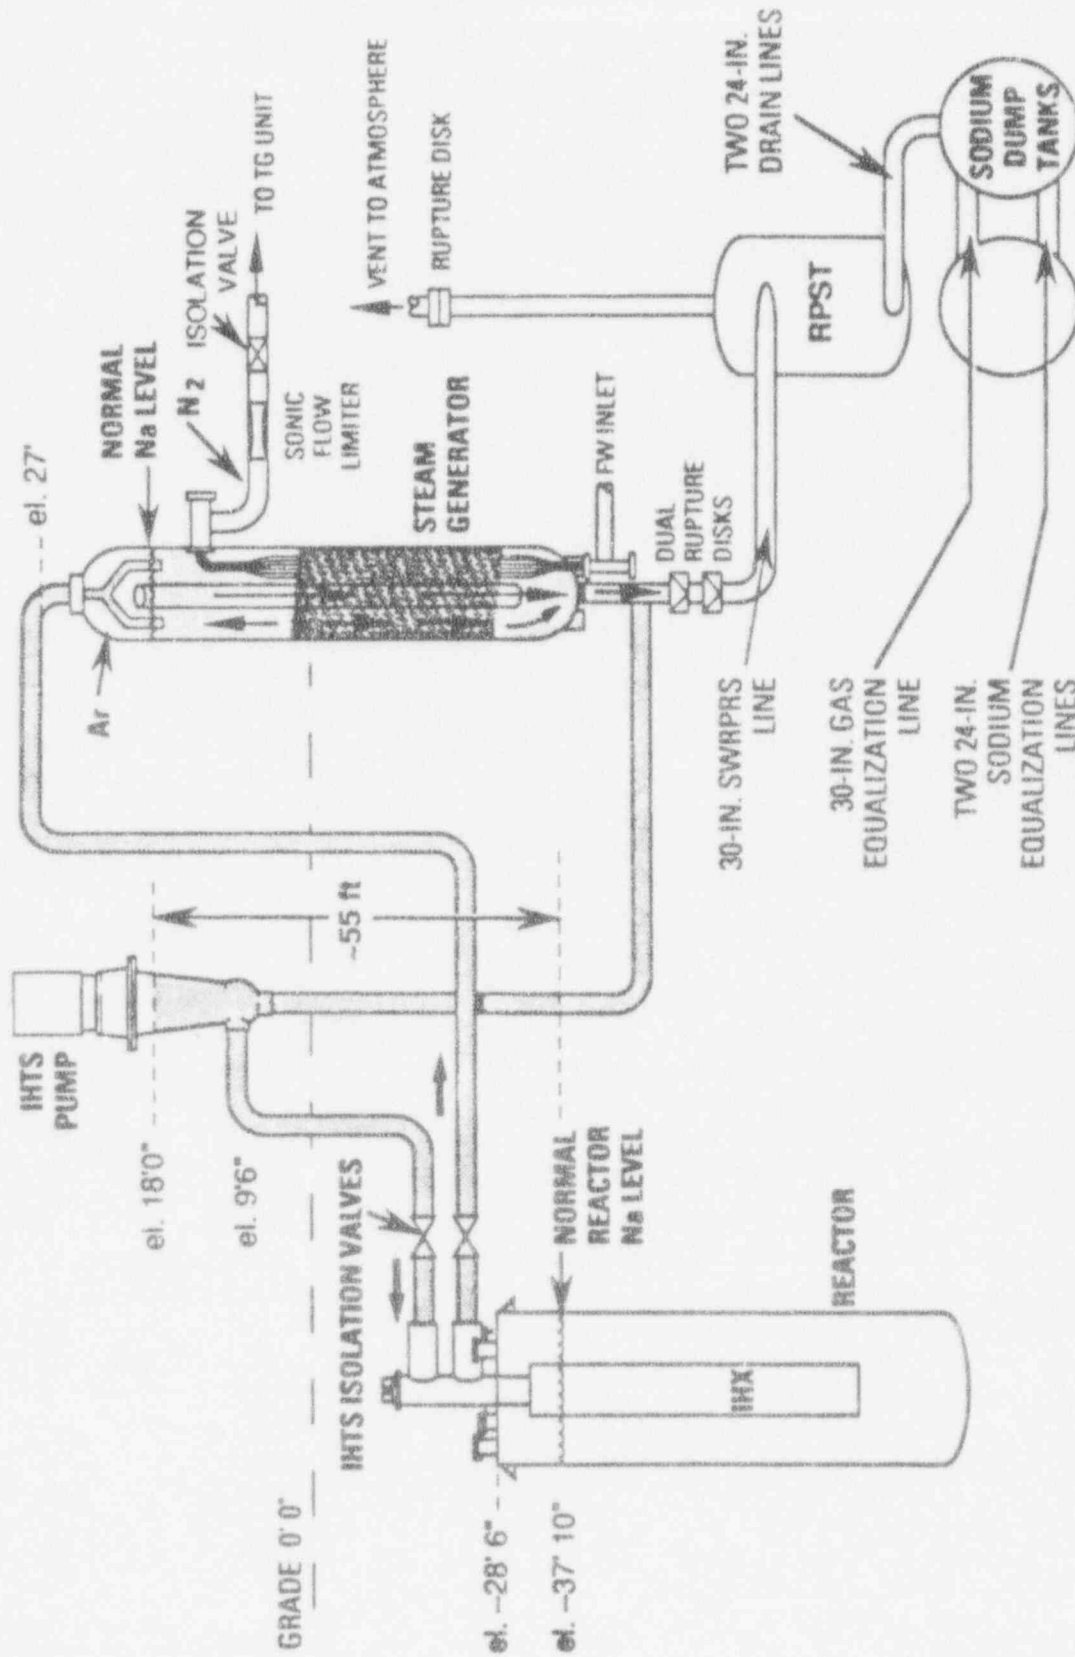 IHTS
PUMP
el. 18'0"
el. 9'6"
GRADE 0' 0"
IHTS ISOLATION VALVES
el. -28' 6"
el. -37' 10"
IHX
NORMAL
REACTOR
Na LEVEL
REACTOR
~55 ft
el. 27'
Ar
NORMAL
Na LEVEL
N2
ISOLATION
VALVE
TO TG UNIT
SONIC
FLOW
LIMITER
STEAM
GENERATOR
VENT TO ATMOSPHERE
RUPTURE DISK
FW INLET
DUAL
RUPTURE
DISKS
RPST
TWO 24-IN.
DRAIN LINES
SODIUM
DUMP
TANKS
30-IN. SWRPRS
LINE
30-IN. GAS
EQUALIZATION
LINE
TWO 24-IN.
SODIUM
EQUALIZATION
LINES